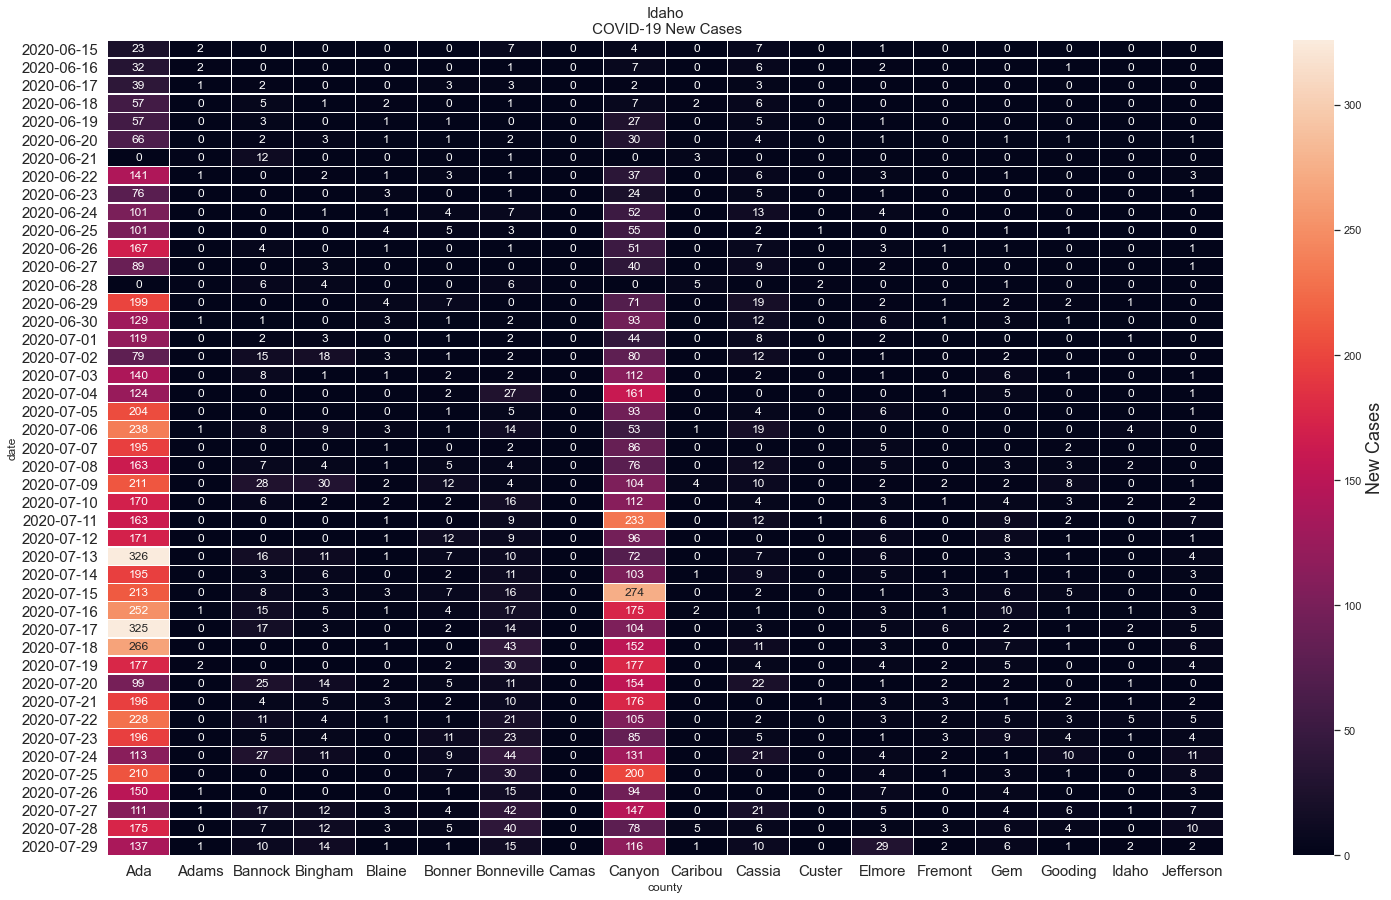 Idaho
COVID-19 New Cases
2020-06-15 23 2 0 0 0 0 7 0 4 0 7 0 1 0 0 0 0 0
2020-06-16 32 2 0 0 0 0 1 0 7 0 6 0 2 0 0 1 0 0
2020-06-17 39 1 2 0 0 3 3 0 2 0 3 0 0 0 0 0 0 0
2020-06-18 57 0 5 1 2 0 1 0 7 2 6 0 0 0 0 0 0 0
2020-06-19 57 0 3 0 1 1 0 0 27 0 5 0 1 0 0 0 0 0
2020-06-20 66 0 2 3 1 1 2 0 30 0 4 0 1 0 1 1 0 1
2020-06-21 0 0 12 0 0 0 1 0 0 3 0 0 0 0 0 0 0 0
2020-06-22 141 1 0 2 1 3 1 0 37 0 6 0 3 0 1 0 0 3
2020-06-23 76 0 0 0 3 0 1 0 24 0 5 0 1 0 0 0 0 1
2020-06-24 101 0 0 1 1 4 7 0 52 0 13 0 4 0 0 0 0 0
2020-06-25 101 0 0 0 4 5 3 0 55 0 2 1 0 0 1 1 0 0
2020-06-26 167 0 4 0 1 0 1 0 51 0 7 0 3 1 1 0 0 1
2020-06-27 89 0 0 3 0 0 0 0 40 0 9 0 2 0 0 0 0 1
2020-06-28 0 0 6 4 0 0 6 0 0 5 0 2 0 0 1 0 0 0
2020-06-29 199 0 0 0 4 7 0 0 71 0 19 0 2 1 2 2 1 0
2020-06-30 129 1 1 0 3 1 2 0 93 0 12 0 6 1 3 1 0 0
2020-07-01 119 0 2 3 0 1 2 0 44 0 8 0 2 0 0 0 1 0
2020-07-02 79 0 15 18 3 1 2 0 80 0 12 0 1 0 2 0 0 0
2020-07-03 140 0 8 1 1 2 2 0 112 0 2 0 1 0 6 1 0 1
2020-07-04 124 0 0 0 0 2 27 0 161 0 0 0 0 1 5 0 0 1
2020-07-05 204 0 0 0 0 1 5 0 93 0 4 0 6 0 0 0 0 1
2020-07-06 238 1 8 9 3 1 14 0 53 1 19 0 0 0 0 0 4 0
2020-07-07 195 0 0 0 1 0 2 0 86 0 0 0 5 0 0 2 0 0
2020-07-08 163 0 7 4 1 5 4 0 76 0 12 0 5 0 3 3 2 0
2020-07-09 211 0 28 30 2 12 4 0 104 4 10 0 2 2 2 8 0 1
2020-07-10 170 0 6 2 2 2 16 0 112 0 4 0 3 1 4 3 2 2
2020-07-11 163 0 0 0 1 0 9 0 233 0 12 1 6 0 9 2 0 7
2020-07-12 171 0 0 0 1 12 9 0 96 0 0 0 6 0 8 1 0 1
2020-07-13 326 0 16 11 1 7 10 0 72 0 7 0 6 0 3 1 0 4
2020-07-14 195 0 3 6 0 2 11 0 103 1 9 0 5 1 1 1 0 3
2020-07-15 213 0 8 3 3 7 16 0 274 0 2 0 1 3 6 5 0 0
2020-07-16 252 1 15 5 1 4 17 0 175 2 1 0 3 1 10 1 1 3
2020-07-17 325 0 17 3 0 2 14 0 104 0 3 0 5 6 2 1 2 5
2020-07-18 266 0 0 0 1 0 43 0 152 0 11 0 3 0 7 1 0 6
2020-07-19 177 2 0 0 0 2 30 0 177 0 4 0 4 2 5 0 0 4
2020-07-20 99 0 25 14 2 5 11 0 154 0 22 0 1 2 2 0 1 0
2020-07-21 196 0 4 5 3 2 10 0 176 0 0 1 3 3 1 2 1 2
2020-07-22 228 0 11 4 1 1 21 0 105 0 2 0 3 2 5 3 5 5
2020-07-23 196 0 5 4 0 11 23 0 85 0 5 0 1 3 9 4 1 4
2020-07-24 113 0 27 11 0 9 44 0 131 0 21 0 4 2 1 10 0 11
2020-07-25 210 0 0 0 0 7 30 0 200 0 0 0 4 1 3 1 0 8
2020-07-26 150 1 0 0 0 1 15 0 94 0 0 0 7 0 4 0 0 3
2020-07-27 111 1 17 12 3 4 42 0 147 0 21 0 5 0 4 6 1 7
2020-07-28 175 0 7 12 3 5 40 0 78 5 6 0 3 3 6 4 0 10
2020-07-29 137 1 10 14 1 1 15 0 116 1 10 0 29 2 6 1 2 2
Ada Adams Bannock Bingham Blaine Bonner Bonneville Camas Canyon Caribou Cassia Custer Elmore Fremont Gem Gooding Idaho Jefferson
county
date
300
250
200
150
100
50
0
New Cases